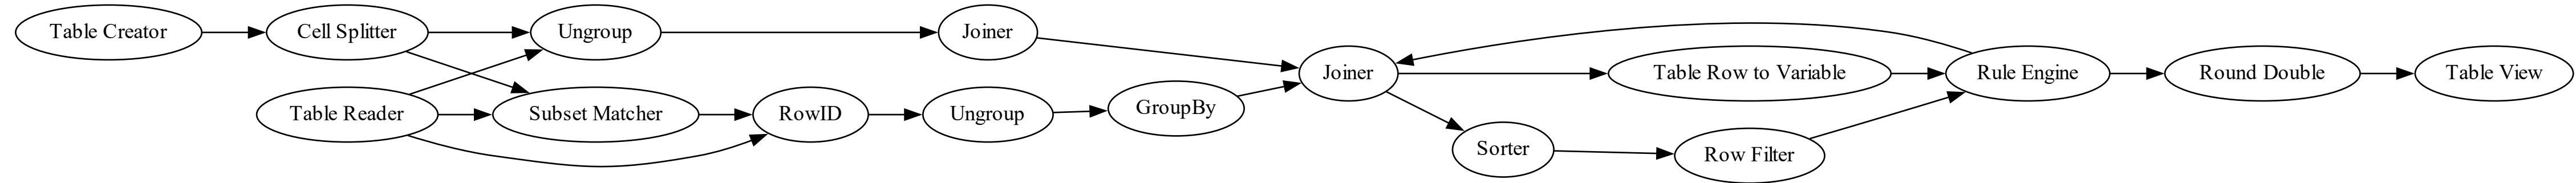 Table Creator
Cell Splitter
Ungroup
Joiner
Table Reader
Subset Matcher
RowID
Ungroup
GroupBy
Joiner
Table Row to Variable
Rule Engine
Round Double
Table View
Sorter
Row Filter